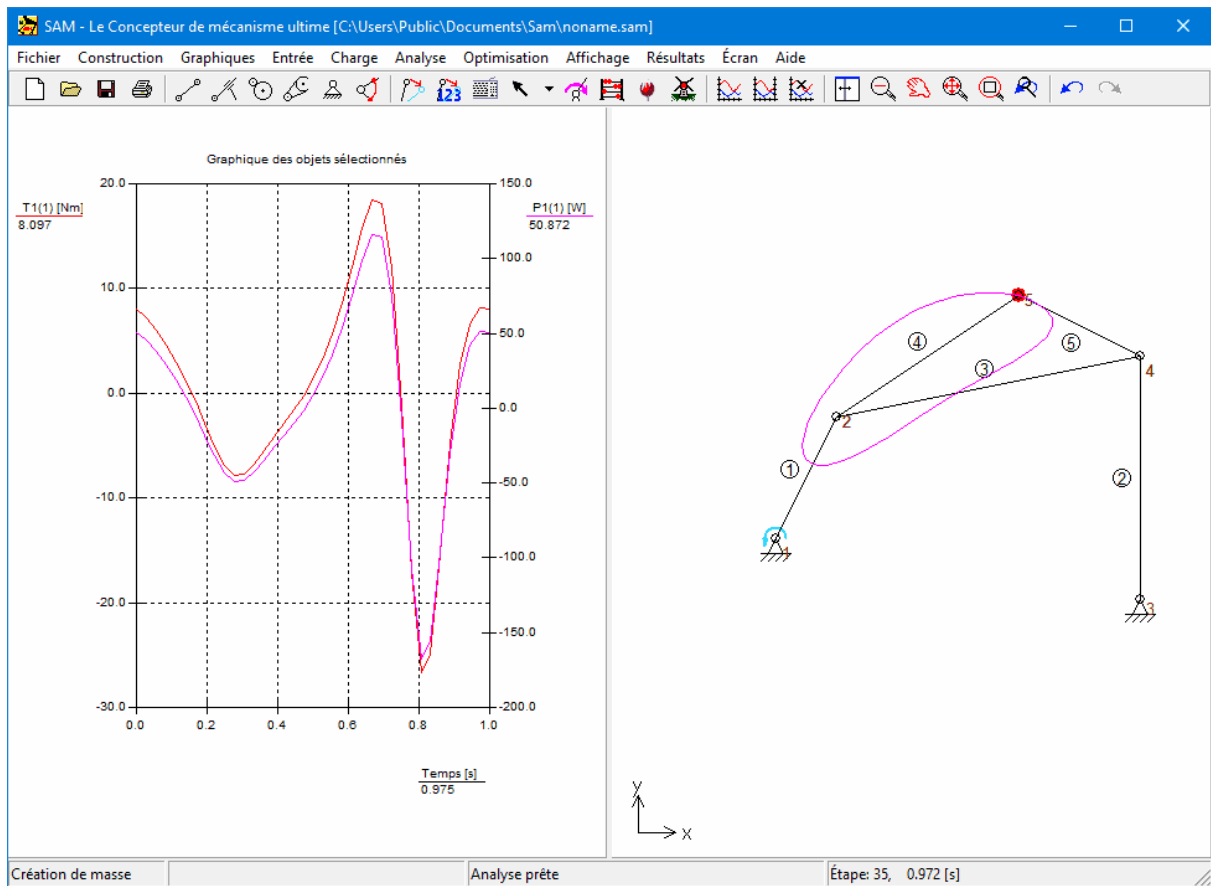 SAM - Le Concepteur de mécanisme ultime [C:\Users\Public\Documents\Sam\noname.sam]
Fichier Construction Graphiques Entrée Charge Analyse Optimisation Affichage Résultats Écran Aide
123
Graphique des objets sélectionnés
T1(1) [Nm]
8.097
P1(1) [W]
50.872
20.0
10.0
0.0
-10.0
-20.0
-30.0
150.0
100.0
50.0
0.0
-50.0
-100.0
-150.0
-200.0
0.0 0.2 0.4 0.6 0.8 1.0
Temps [s]
0.975
5
4
5
3
4
2
1
2
1
3
y
x
Création de masse
Analyse prête
Étape: 35, 0.972 [s]